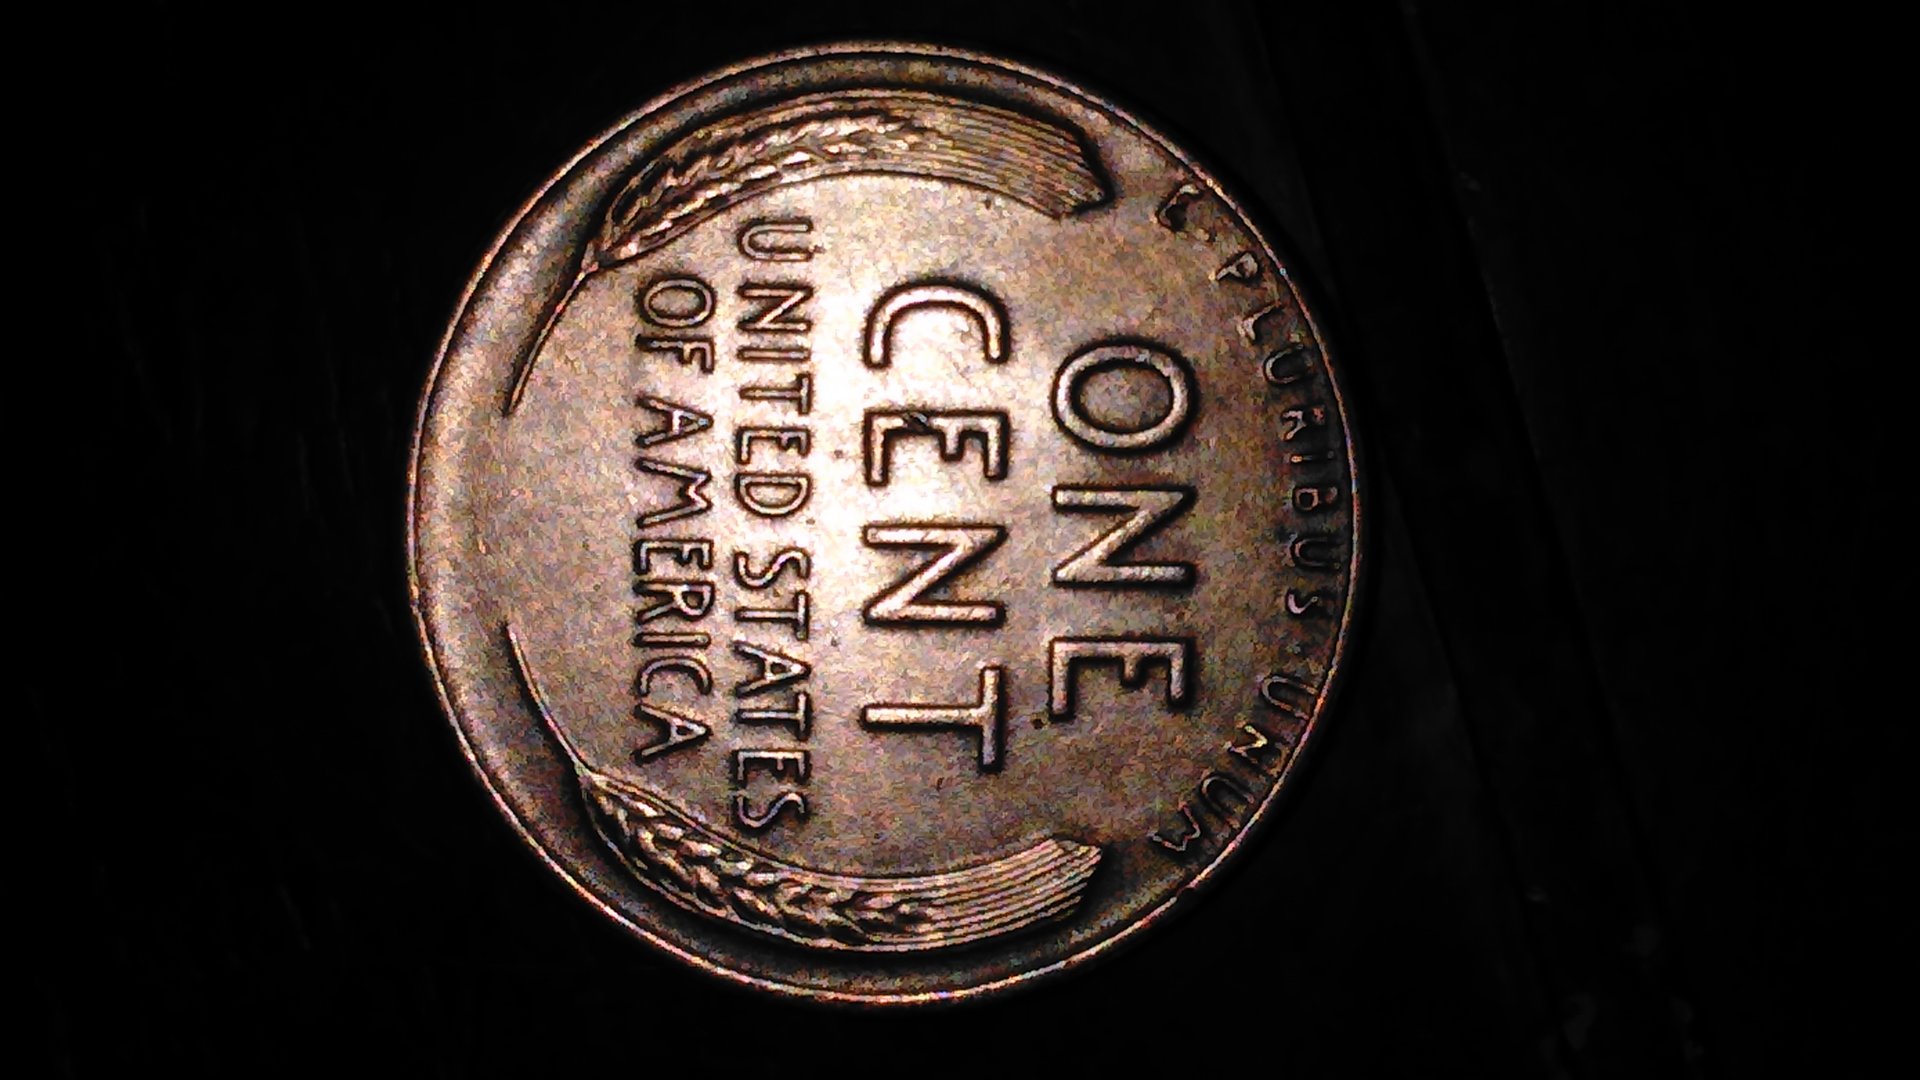 E·PLURIBUS·UNUM
ONE
CENT
UNITED STATES
OF AMERICA